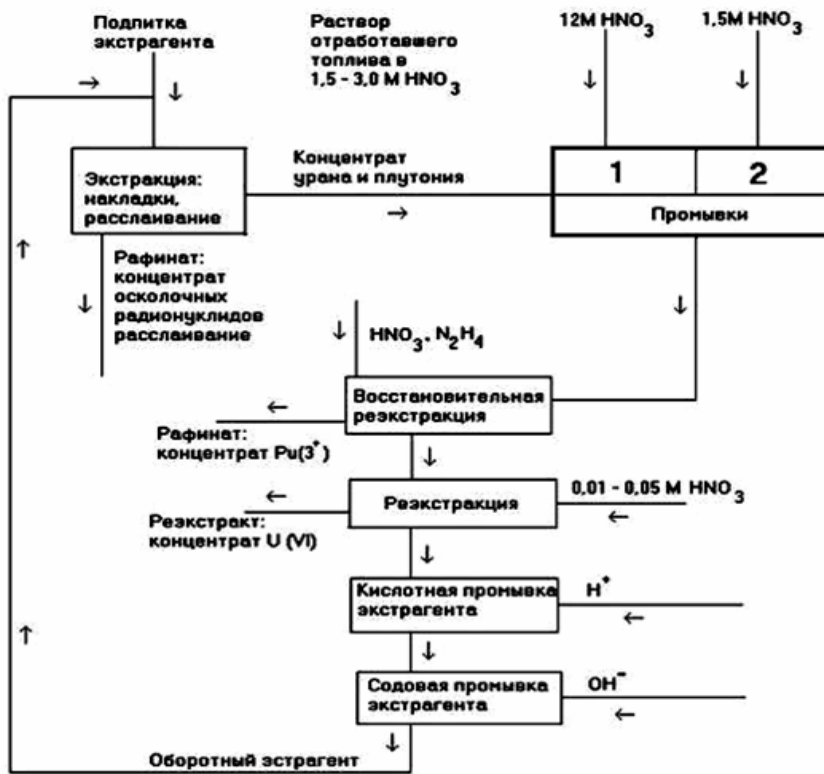 Подпитка
экстрагента
Раствор
отработавшего
топлива в
1,5 - 3,0 М HNO₃
12М HNO₃
1,5М HNO₃
Экстракция:
накладки,
расслаивание
Концентрат
урана и плутония
1
2
Промывки
Рафинат:
концентрат
осколочных
радионуклидов
расслаивание
HNO₃. N₂H₄
Восстановительная
реэкстракция
Рафинат:
концентрат Pu(3⁺)
Реэкстракция
0,01 - 0,05 М HNO₃
Реэкстракт:
концентрат U (VI)
Кислотная промывка
экстрагента
H⁺
Содовая промывка
экстрагента
OH⁻
Оборотный эстрагент